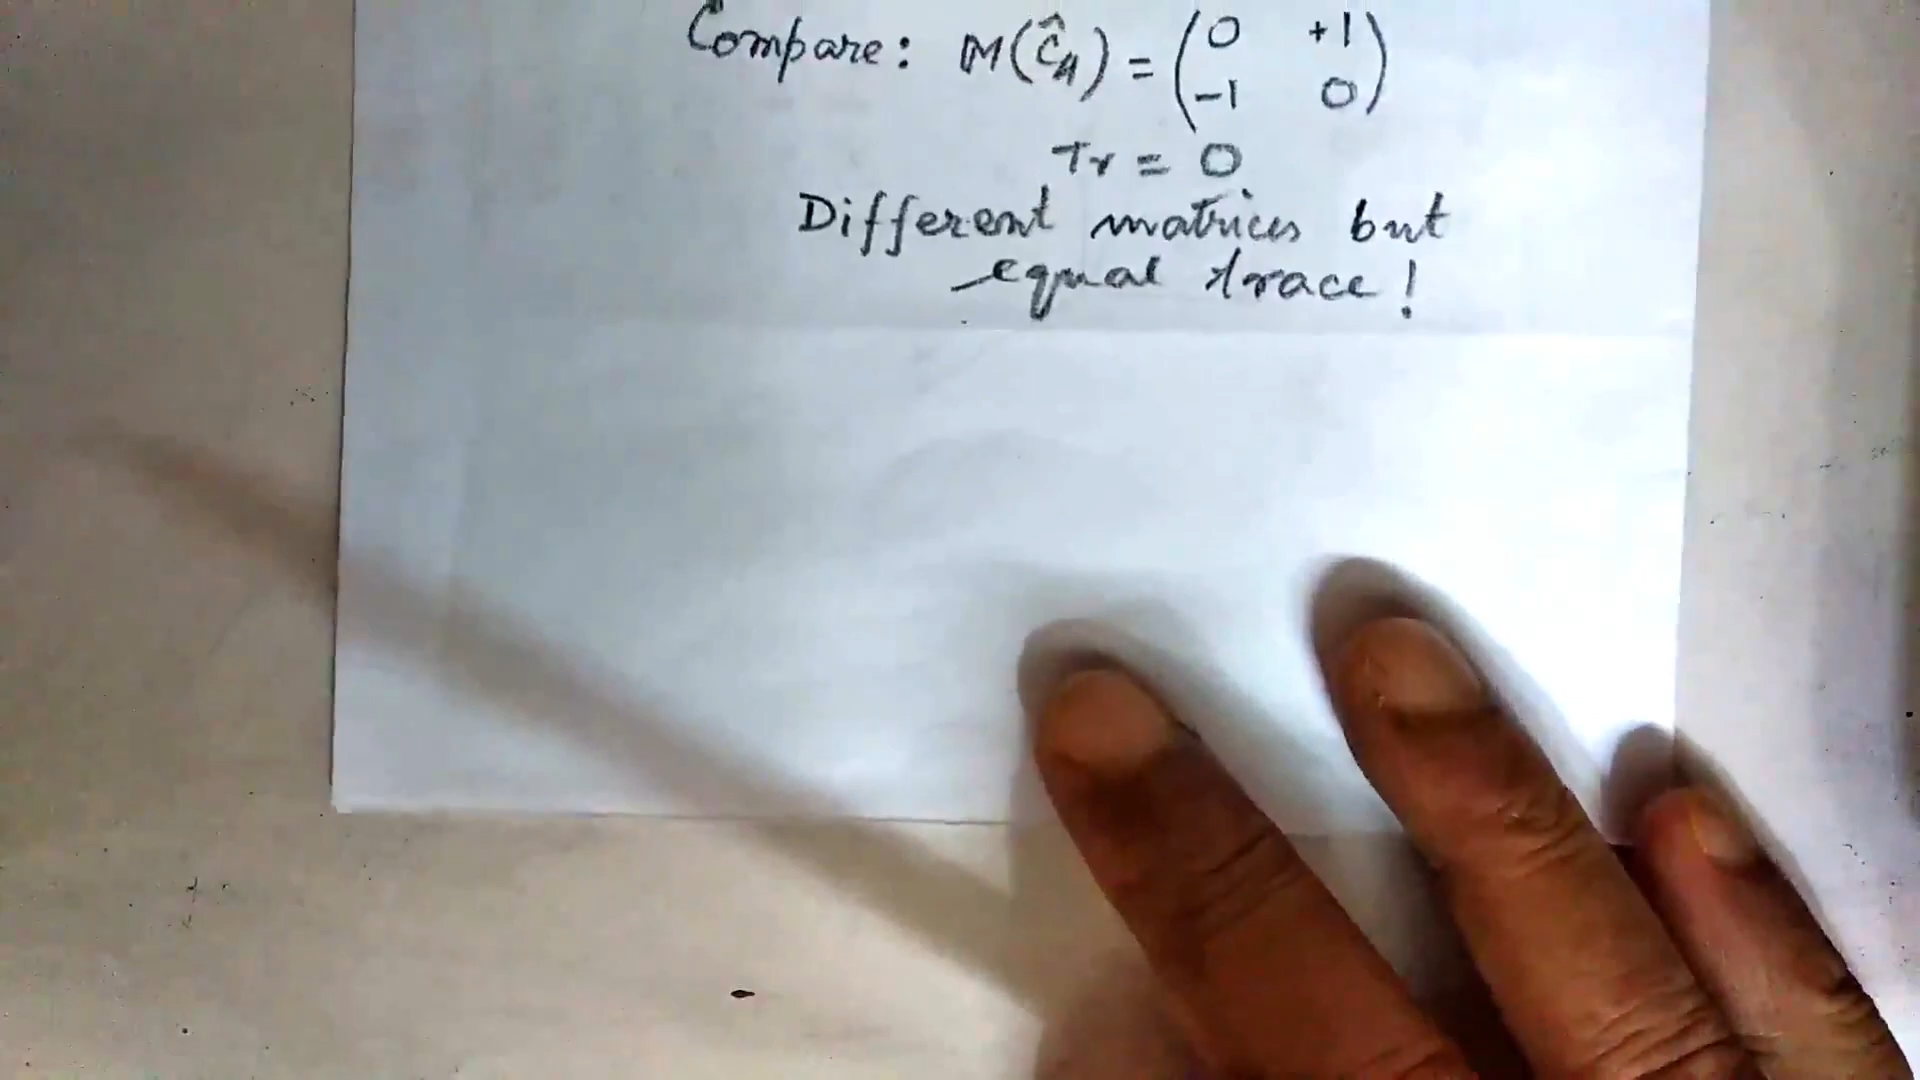 Compare: M(Ĉ₄) = (0 +1
-1 0)
Tr = 0
Different matrices but
equal trace!